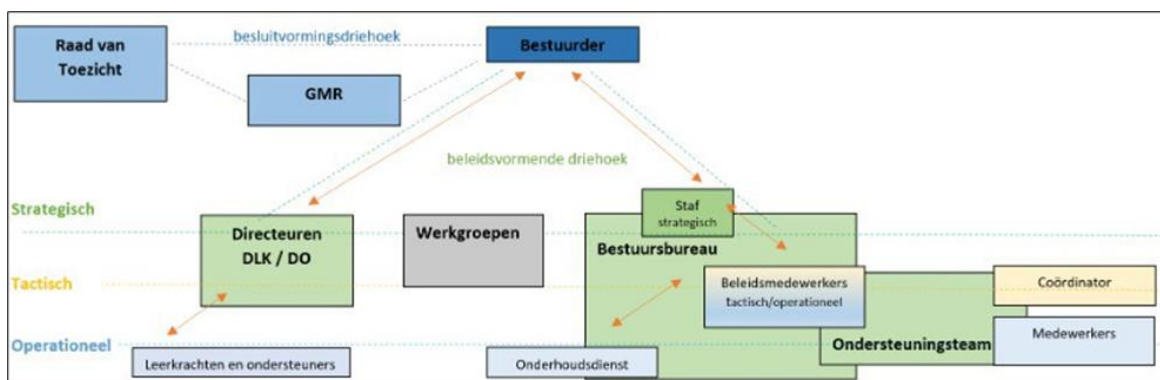 Raad van
Toezicht
besluitvormingsdriehoek
Bestuurder
GMR
beleidsvormende driehoek
Strategisch
Staf
strategisch
Directeuren
DLK / DO
Werkgroepen
Bestuursbureau
Tactisch
Beleidsmedewerkers
tactisch/operationeel
Coördinator
Operationeel
Ondersteuningsteam
Medewerkers
Leerkrachten en ondersteuners
Onderhoudsdienst